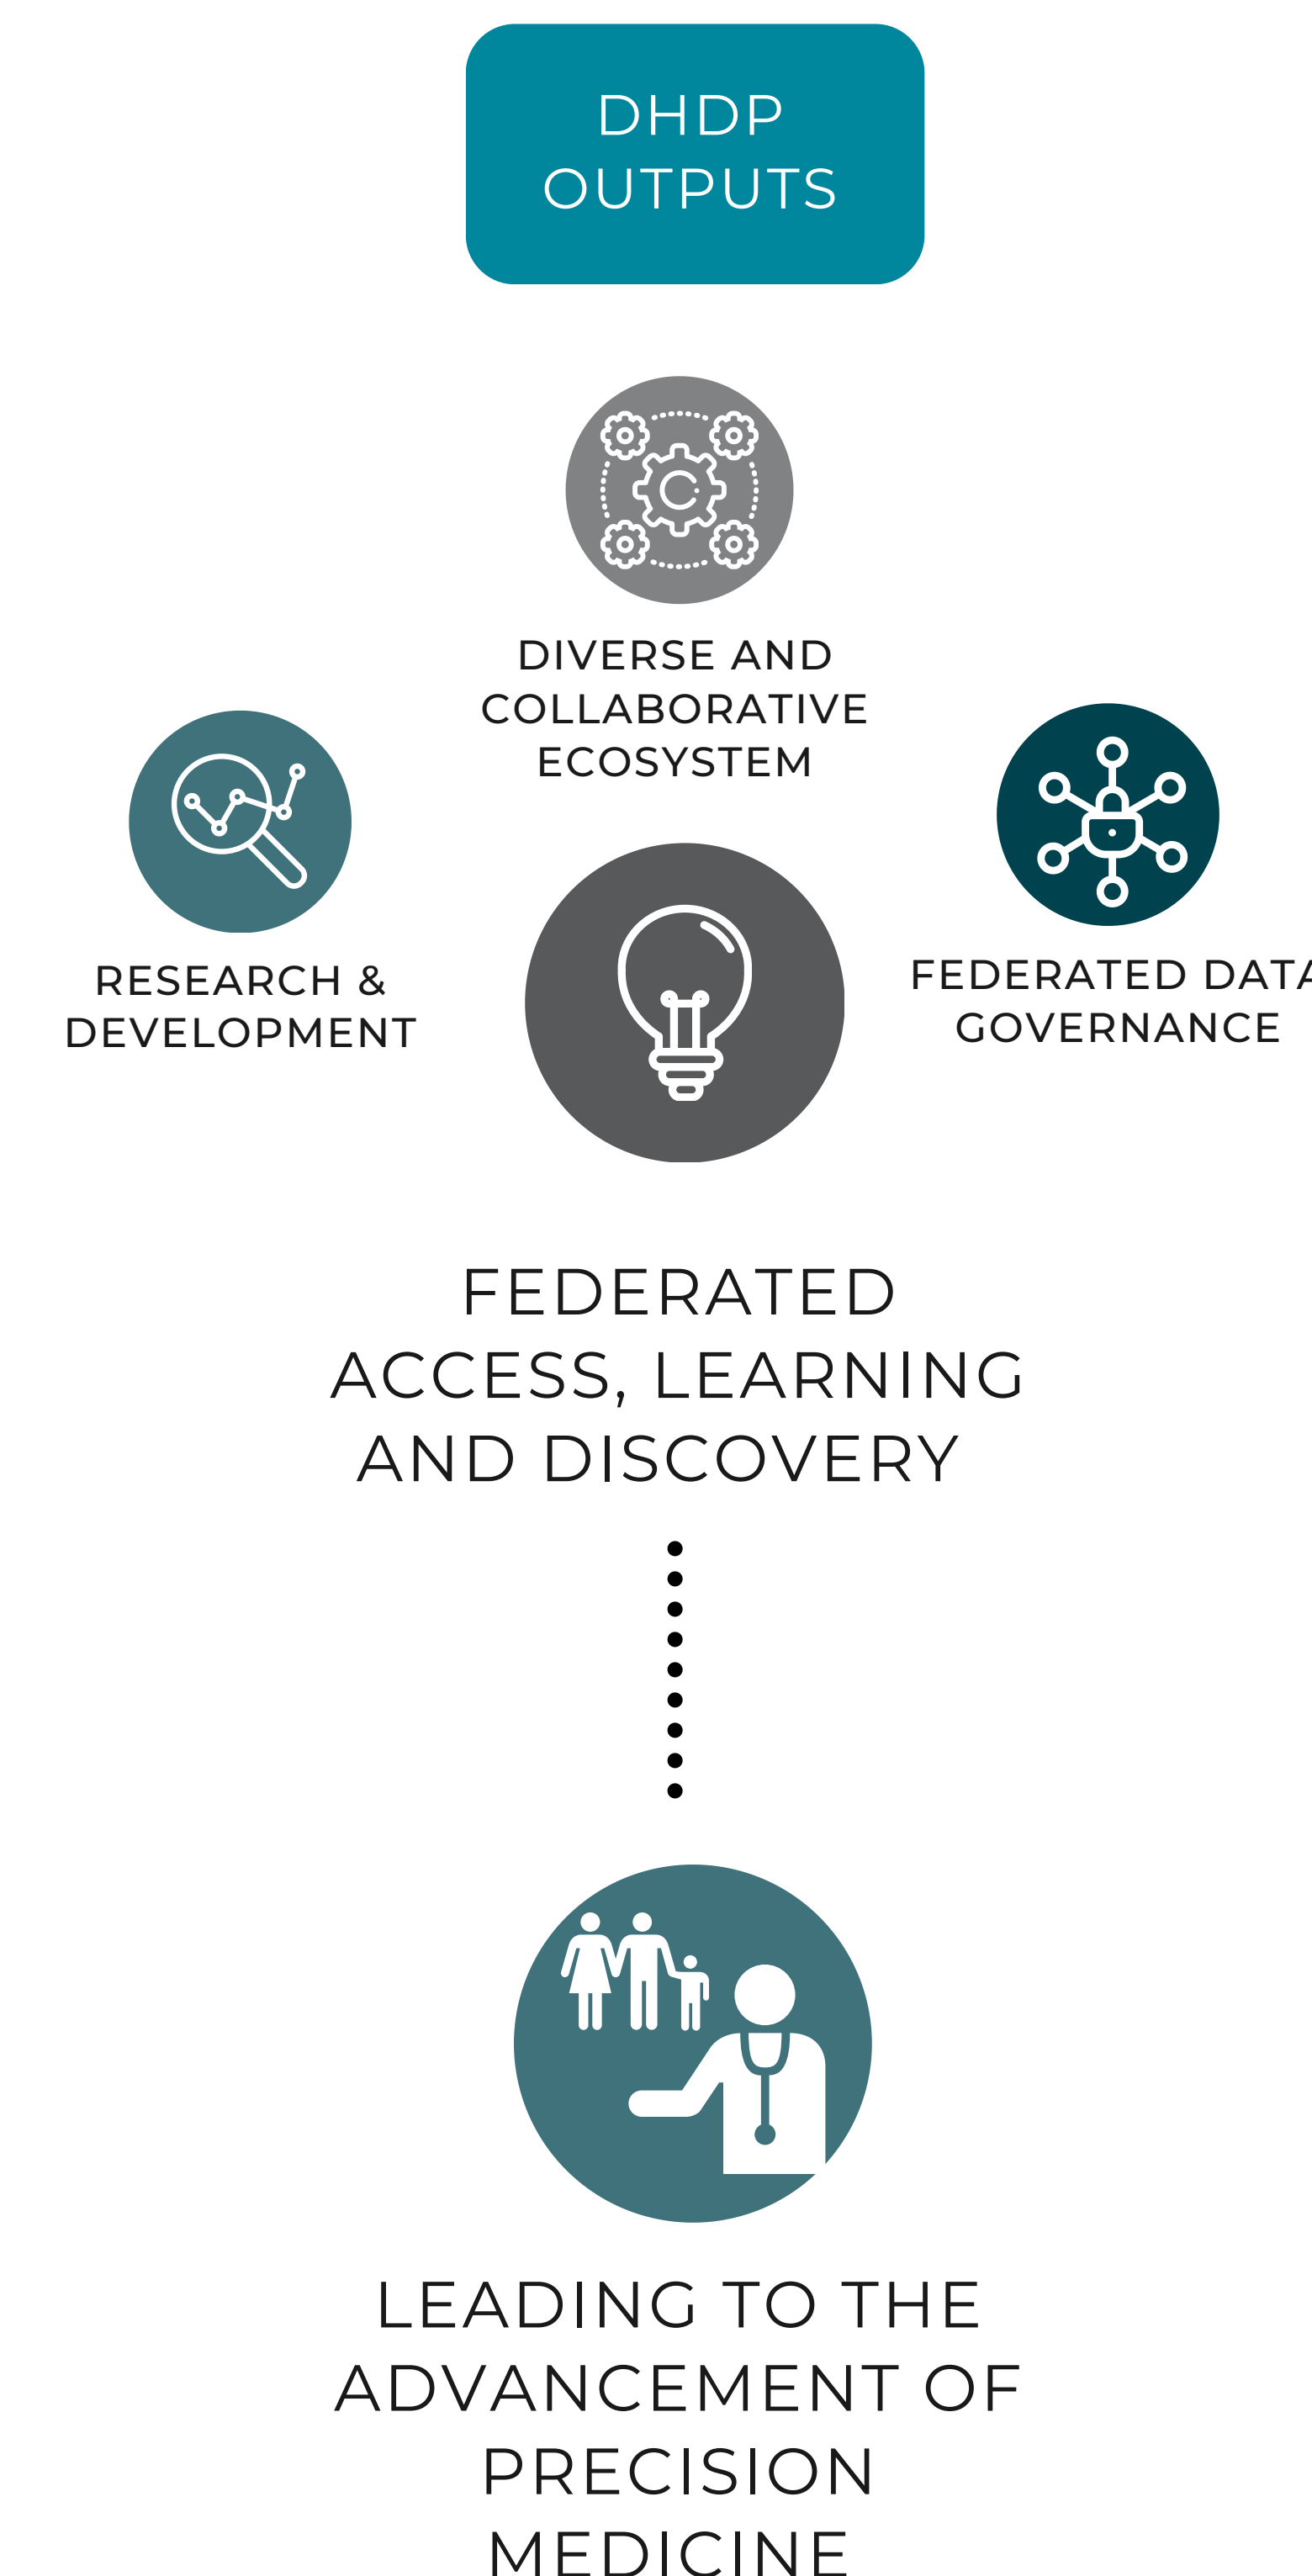 DHDP
OUTPUTS
DIVERSE AND
COLLABORATIVE
ECOSYSTEM
RESEARCH &
DEVELOPMENT
FEDERATED DATA
GOVERNANCE
FEDERATED
ACCESS, LEARNING
AND DISCOVERY
LEADING TO THE
ADVANCEMENT OF
PRECISION
MEDICINE